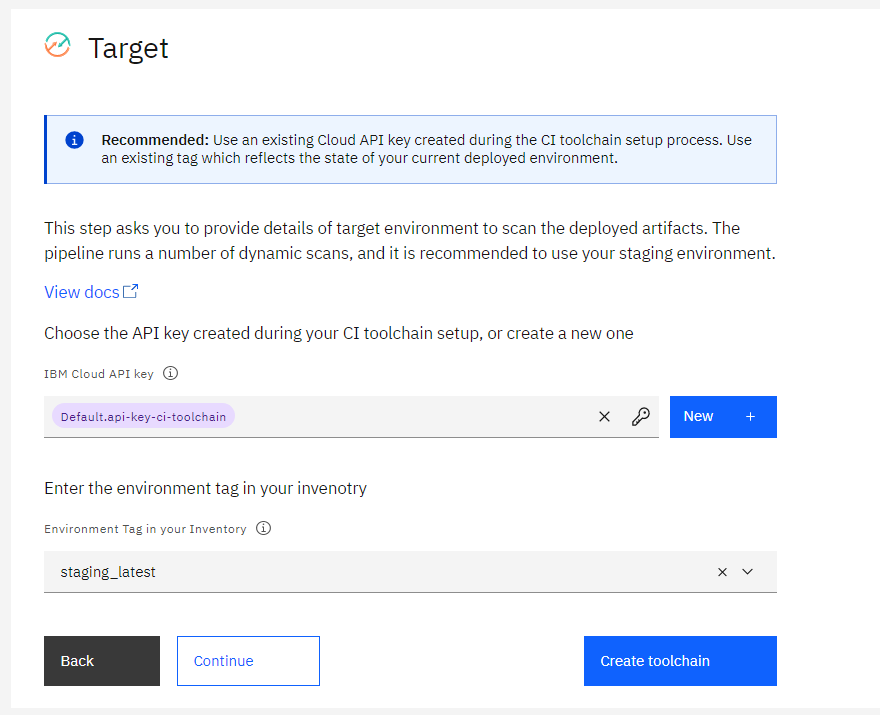 Target
Recommended: Use an existing Cloud API key created during the CI toolchain setup process. Use
an existing tag which reflects the state of your current deployed environment.
This step asks you to provide details of target environment to scan the deployed artifacts. The
pipeline runs a number of dynamic scans, and it is recommended to use your staging environment.
View docs
Choose the API key created during your CI toolchain setup, or create a new one
IBM Cloud API key
Default.api-key-ci-toolchain
New +
Enter the environment tag in your invenotry
Environment Tag in your Inventory
staging_latest
Back
Continue
Create toolchain